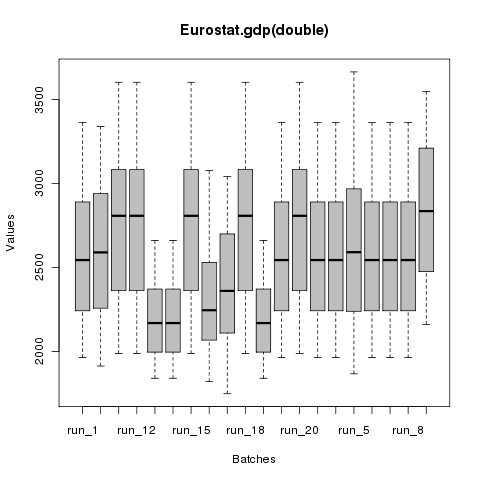 Eurostat.gdp(double)
3500
3000
2500
2000
Values
run_1 run_12 run_15 run_18 run_20 run_5 run_8
Batches